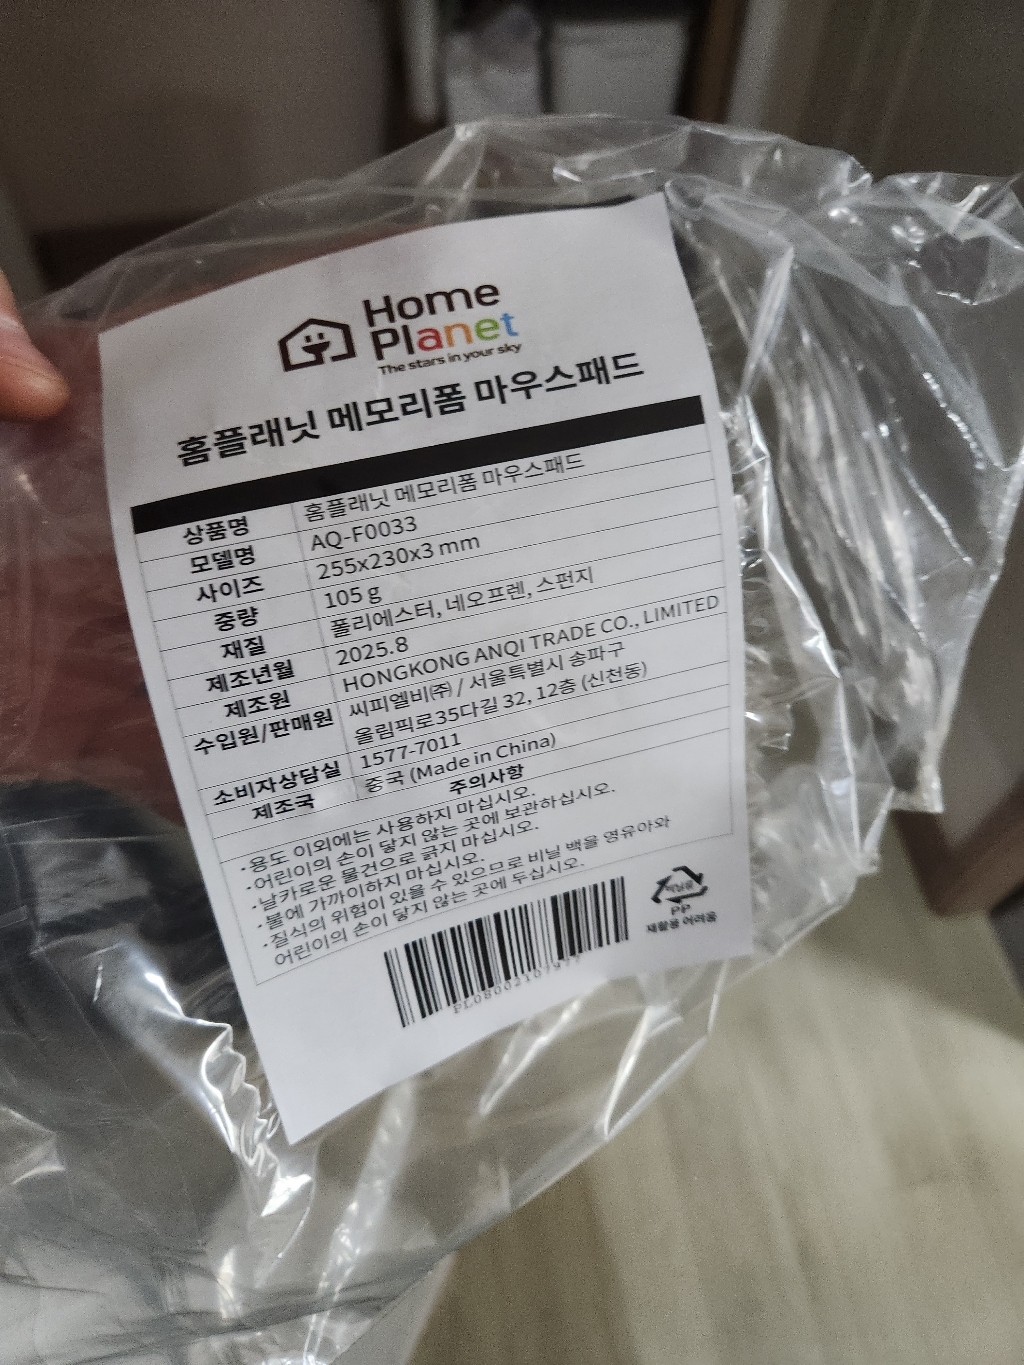 Home
Planet
The stars in your sky
홈플래닛 메모리폼 마우스패드
상품명 홈플래닛 메모리폼 마우스패드
모델명 AQ-F0033
사이즈 255x230x3 mm
중량 105 g
재질 폴리에스터, 네오프렌, 스펀지
제조년월 2025.8
제조원 HONGKONG ANQI TRADE CO., LIMITED
수입원/판매원 씨피엘비㈜ / 서울특별시 송파구
올림픽로35다길 32, 12층 (신천동)
소비자상담실 1577-7011
제조국 중국 (Made in China)
주의사항
·용도 이외에는 사용하지 마십시오.
·어린이의 손이 닿지 않는 곳에 보관하십시오.
·날카로운 물건으로 긁지 마십시오.
·불에 가까이하지 마십시오.
·질식의 위험이 있을 수 있으므로 비닐 백을 영유아와
어린이의 손이 닿지 않는 곳에 두십시오.
비닐류
PP
재활용 어려움